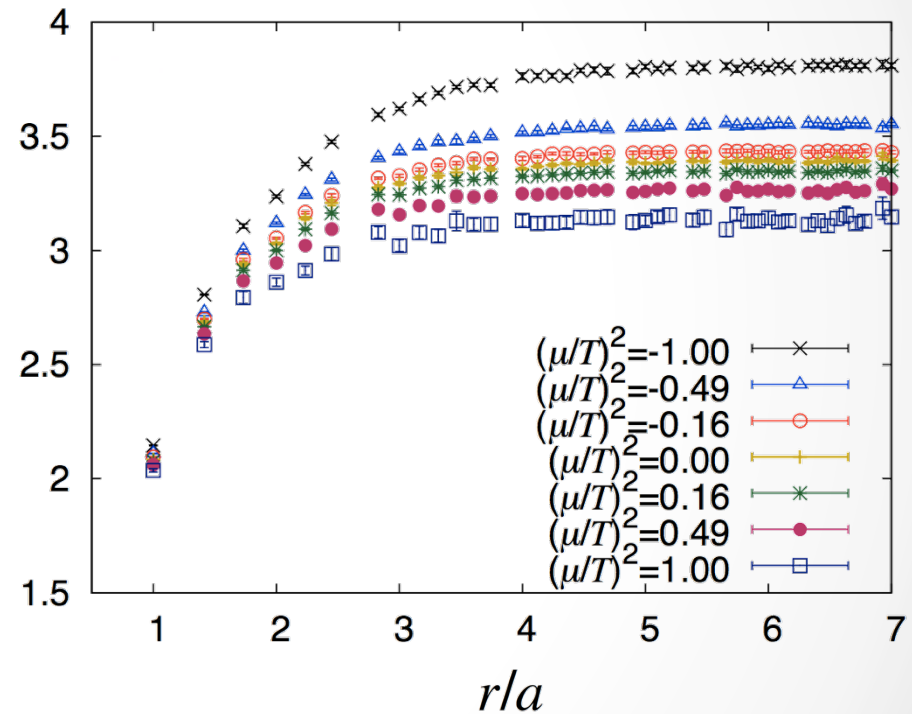 4
3.5
3
2.5
2
1.5
(μ/T)²=-1.00
(μ/T)²=-0.49
(μ/T)²=-0.16
(μ/T)²=0.00
(μ/T)²=0.16
(μ/T)²=0.49
(μ/T)²=1.00
1 2 3 4 5 6 7
r/a